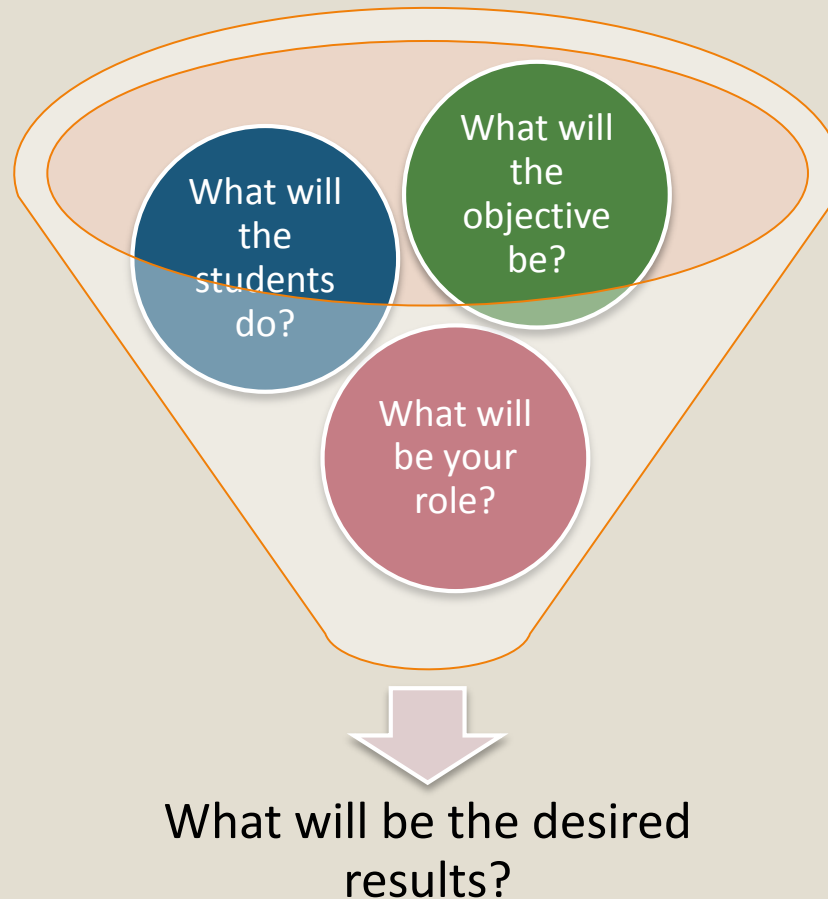 What will
the
students
do?
What will
the
objective
be?
What will
be your
role?
What will be the desired
results?